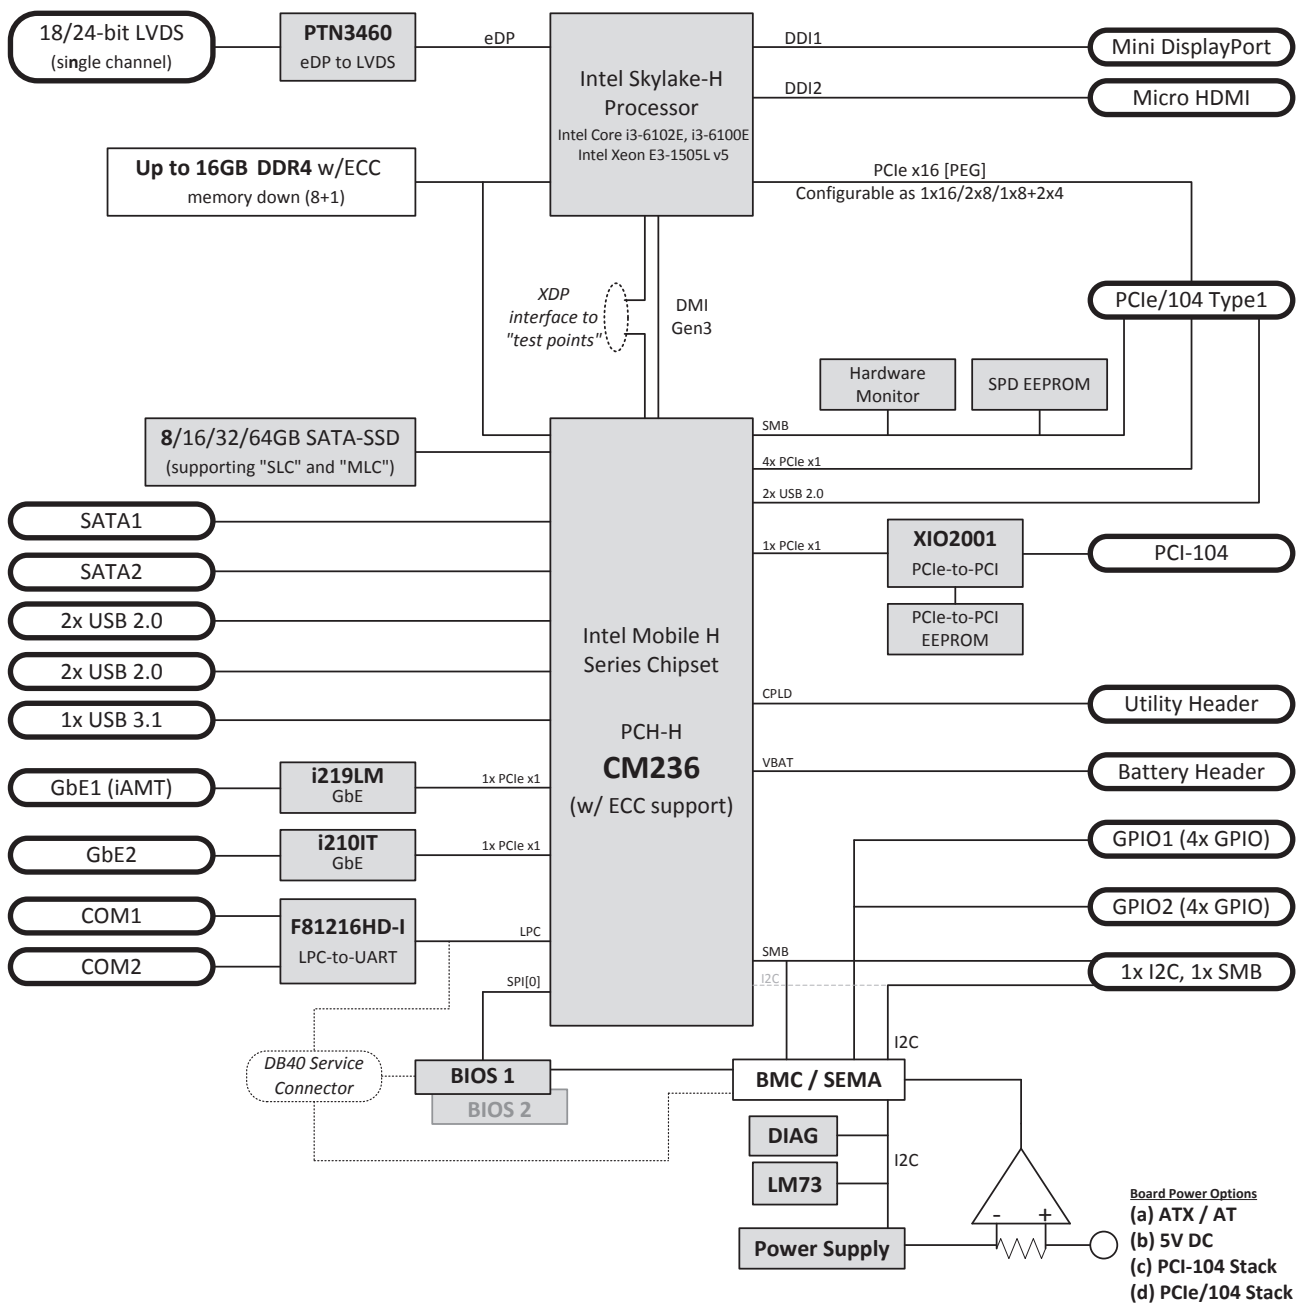 18/24-bit LVDS
(single channel)
PTN3460
eDP to LVDS
eDP
Intel Skylake-H
Processor
Intel Core i3-6102E, i3-6100E
Intel Xeon E3-1505L v5
DDI1
Mini DisplayPort
DDI2
Micro HDMI
Up to 16GB DDR4 w/ECC
memory down (8+1)
PCIe x16 [PEG]
Configurable as 1x16/2x8/1x8+2x4
XDP
interface to
"test points"
DMI
Gen3
PCIe/104 Type1
Hardware
Monitor
SPD EEPROM
8/16/32/64GB SATA-SSD
(supporting "SLC" and "MLC")
SMB
4x PCIe x1
2x USB 2.0
SATA1
SATA2
2x USB 2.0
2x USB 2.0
1x USB 3.1
1x PCIe x1
XIO2001
PCIe-to-PCI
PCI-104
PCIe-to-PCI
EEPROM
Intel Mobile H
Series Chipset
PCH-H
CM236
(w/ ECC support)
CPLD
Utility Header
VBAT
Battery Header
GbE1 (iAMT)
i219LM
GbE
1x PCIe x1
GbE2
i210IT
GbE
1x PCIe x1
GPIO1 (4x GPIO)
GPIO2 (4x GPIO)
COM1
COM2
F81216HD-I
LPC-to-UART
LPC
SPI[0]
SMB
I2C
1x I2C, 1x SMB
I2C
DB40 Service
Connector
BIOS 1
BIOS 2
BMC / SEMA
DIAG
I2C
LM73
Power Supply
- +
Board Power Options
(a) ATX / AT
(b) 5V DC
(c) PCI-104 Stack
(d) PCIe/104 Stack